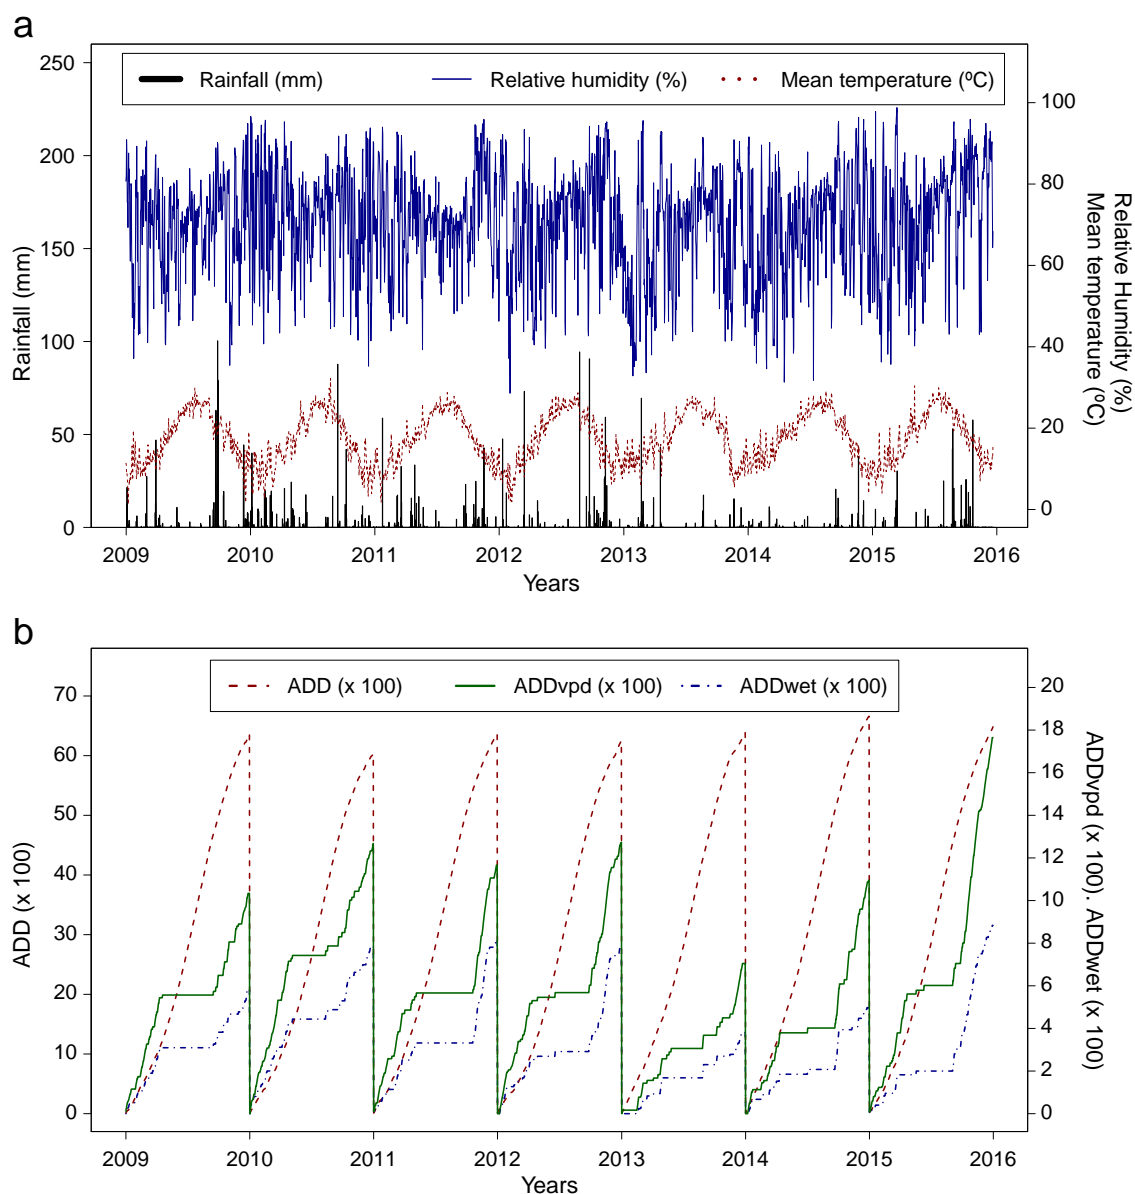 a
Rainfall (mm) Relative humidity (%) Mean temperature (ºC)
250
200
150
100
50
0
Rainfall (mm)
100
80
60
40
20
0
Relative Humidity (%)
Mean temperature (ºC)
2009 2010 2011 2012 2013 2014 2015 2016
Years
b
ADD (x 100) ADDvpd (x 100) ADDwet (x 100)
70
60
50
40
30
20
10
0
ADD (x 100)
20
18
16
14
12
10
8
6
4
2
0
ADDvpd (x 100). ADDwet (x 100)
2009 2010 2011 2012 2013 2014 2015 2016
Years